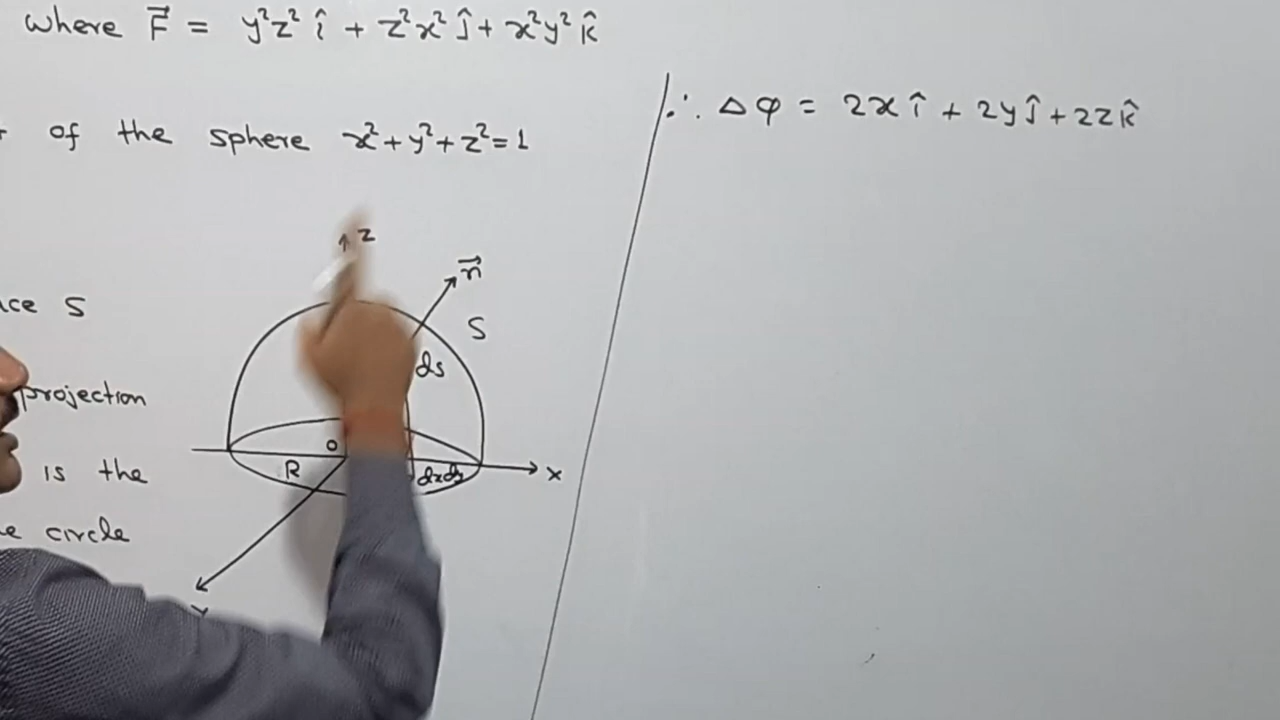 where F⃗ = y²z² î + z²x² ĵ + x²y² k̂
of the sphere x²+y²+z²=1
∴ Δφ = 2x î + 2y ĵ + 2z k̂
z
n⃗
S
ds
S
projection
is the
circle
O
R
dxdy
x
y